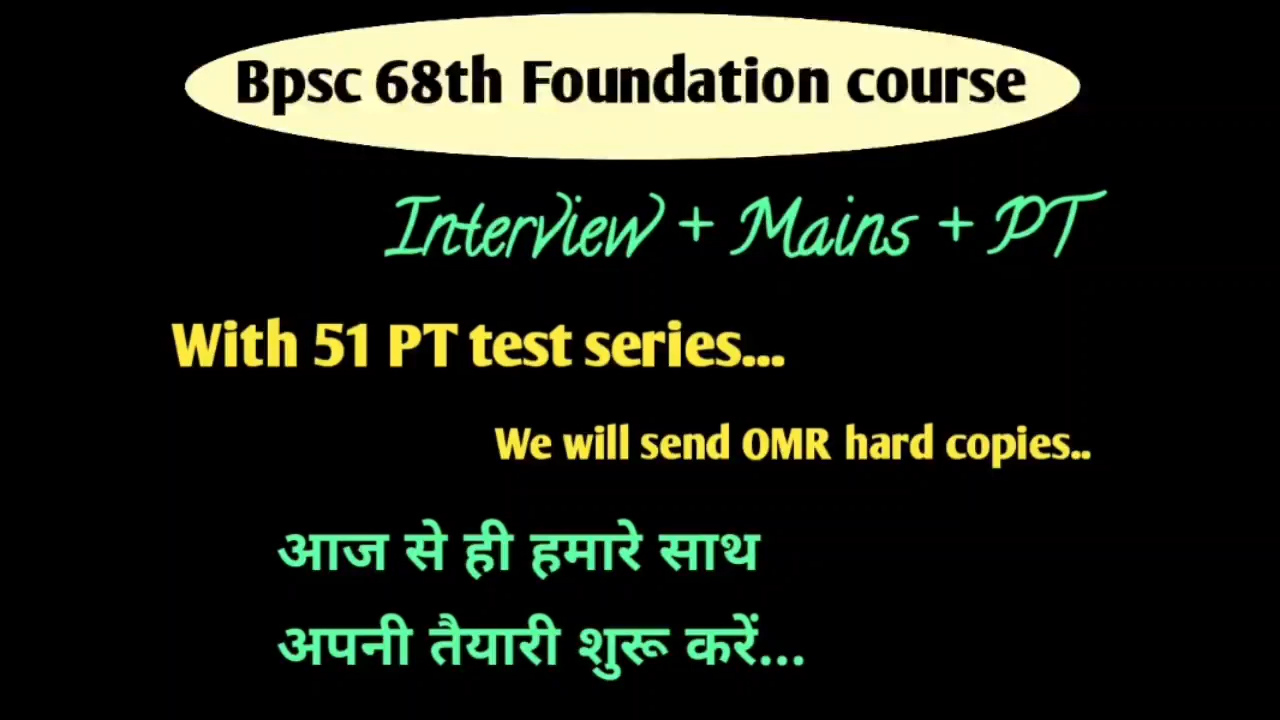 Bpsc 68th Foundation course
Interview + Mains + PT
With 51 PT test series...
We will send OMR hard copies..
आज से ही हमारे साथ
अपनी तैयारी शुरू करें...